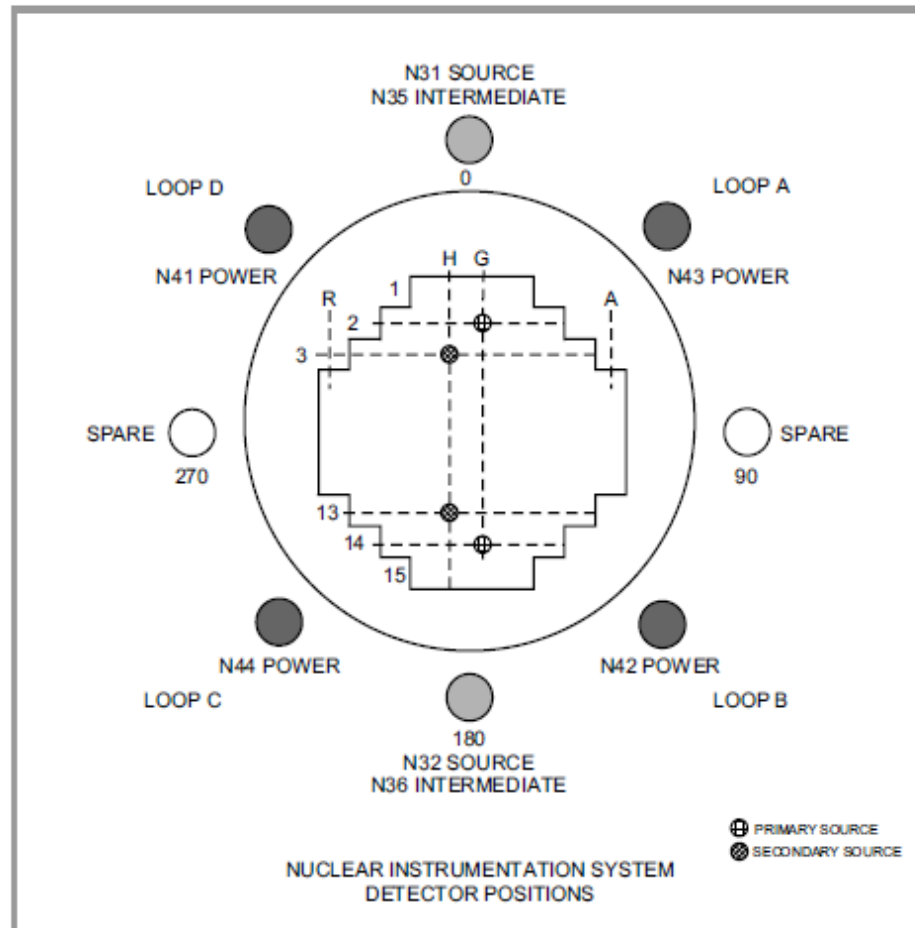 N31 SOURCE
N35 INTERMEDIATE
0
LOOP D
LOOP A
N41 POWER
N43 POWER
H G
R
A
1
2
3
SPARE
270
SPARE
90
13
14
15
N44 POWER
N42 POWER
LOOP C
LOOP B
180
N32 SOURCE
N36 INTERMEDIATE
PRIMARY SOURCE
SECONDARY SOURCE
NUCLEAR INSTRUMENTATION SYSTEM
DETECTOR POSITIONS